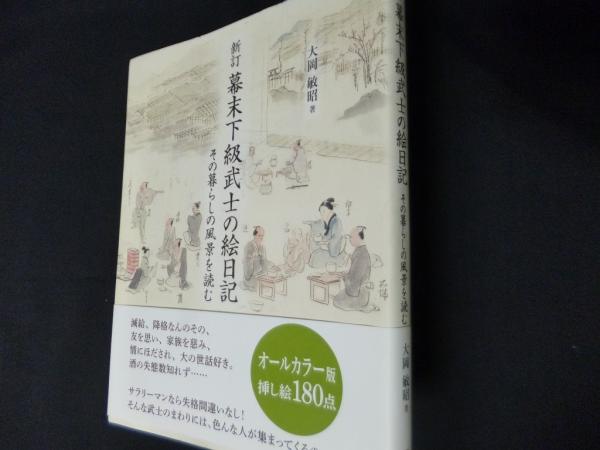 新訂 幕末下級武士の絵日記
その暮らしの風景を読む
大岡 敏昭 著
減給、降格なんのその、
友を思い、家族を慈み、
情にほだされ、大の世話好き。
酒の失態数知れず……
サラリーマンなら失格間違いなし!
そんな武士のまわりには、色んな人が集まってくる
オールカラー版
挿し絵180点
幕末下級武士の絵日記
その暮らしの風景を読む
大岡 敏昭 著